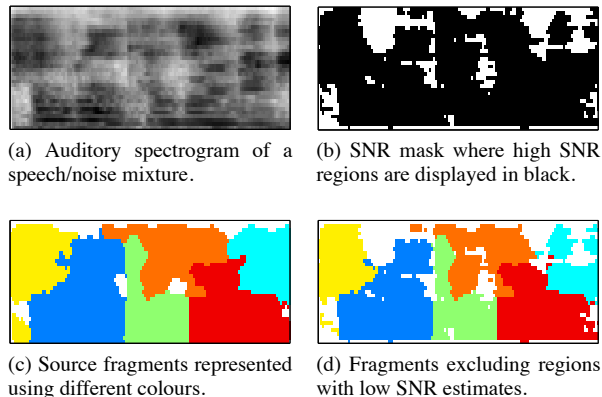 (a) Auditory spectrogram of a
speech/noise mixture.
(b) SNR mask where high SNR
regions are displayed in black.
(c) Source fragments represented
using different colours.
(d) Fragments excluding regions
with low SNR estimates.